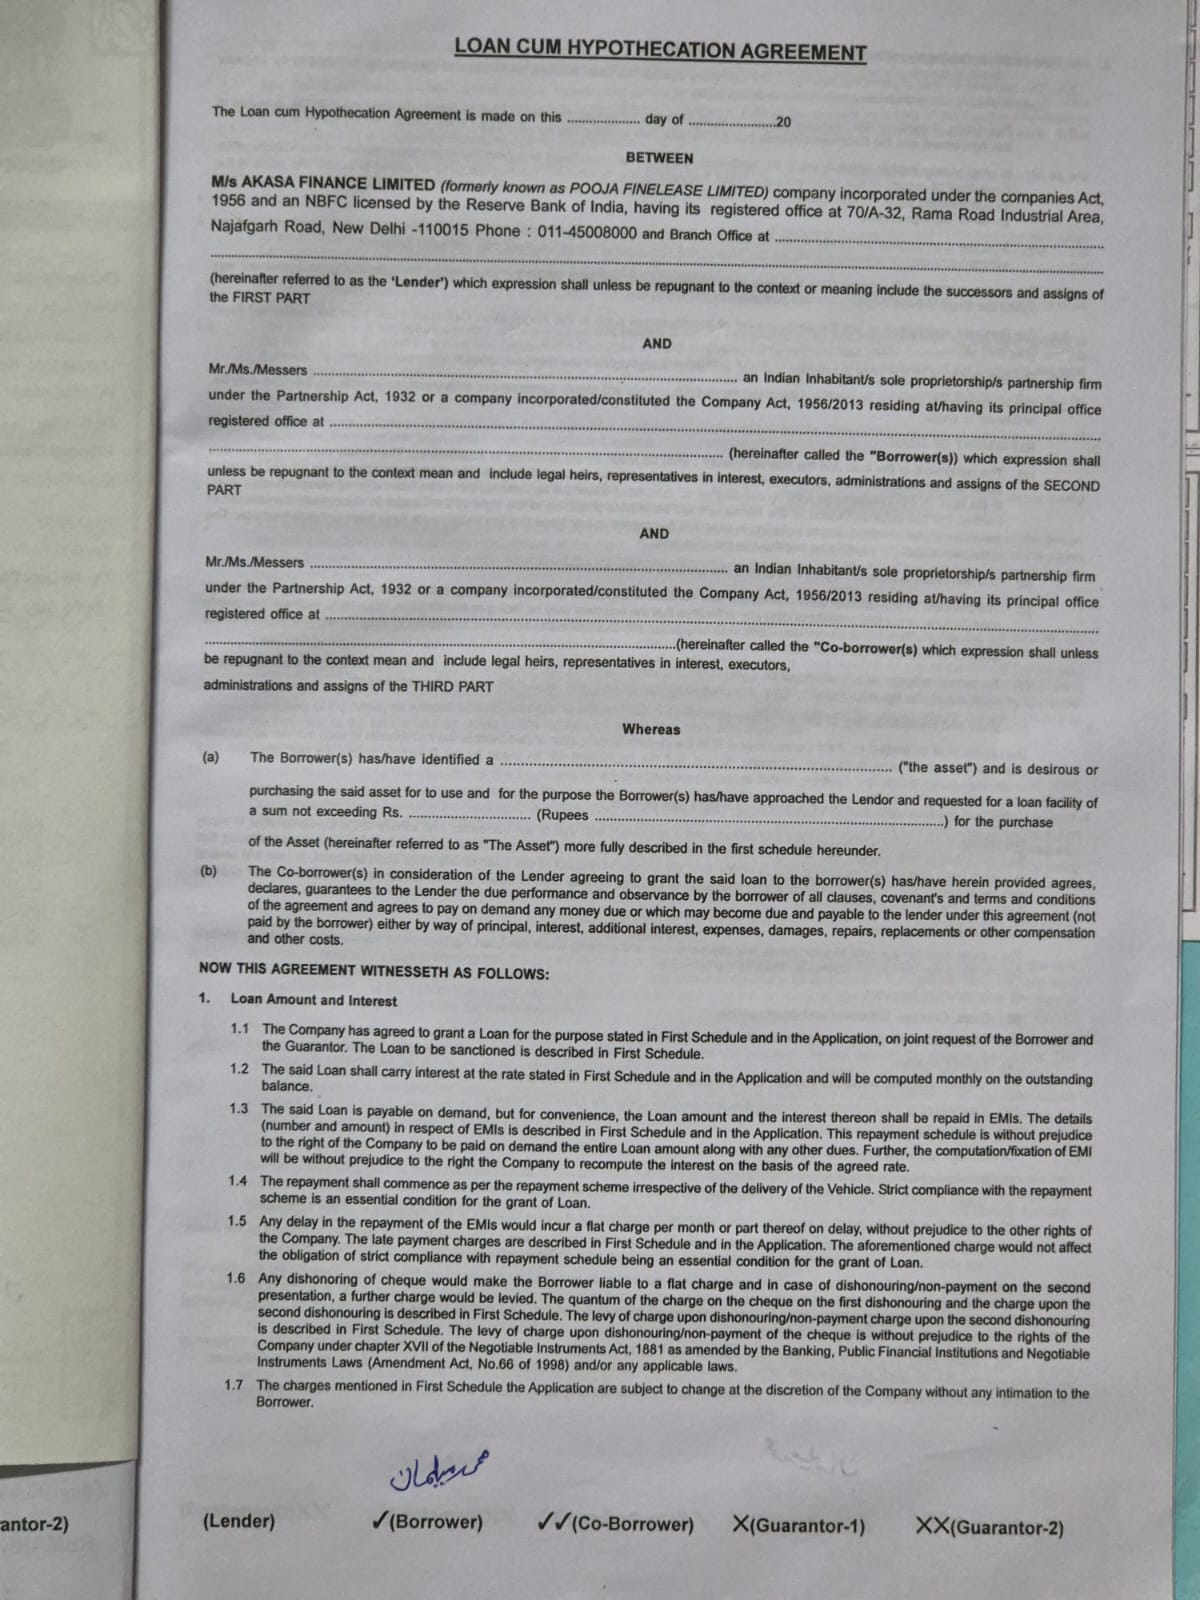 LOAN CUM HYPOTHECATION AGREEMENT
The Loan cum Hypothecation Agreement is made on this .................... day of ........................20
BETWEEN
M/s AKASA FINANCE LIMITED (formerly known as POOJA FINELEASE LIMITED) company incorporated under the companies Act,
1956 and an NBFC licensed by the Reserve Bank of India, having its registered office at 70/A-32, Rama Road Industrial Area,
Najafgarh Road, New Delhi -110015 Phone : 011-45008000 and Branch Office at ....................
....................
(hereinafter referred to as the 'Lender') which expression shall unless be repugnant to the context or meaning include the successors and assigns of
the FIRST PART
AND
Mr./Ms./Messers .................... an Indian Inhabitant/s sole proprietorship/s partnership firm
under the Partnership Act, 1932 or a company incorporated/constituted the Company Act, 1956/2013 residing at/having its principal office
registered office at ....................
.................... (hereinafter called the "Borrower(s)) which expression shall
unless be repugnant to the context mean and include legal heirs, representatives in interest, executors, administrations and assigns of the SECOND
PART
AND
Mr./Ms./Messers .................... an Indian Inhabitant/s sole proprietorship/s partnership firm
under the Partnership Act, 1932 or a company incorporated/constituted the Company Act, 1956/2013 residing at/having its principal office
registered office at ....................
....................(hereinafter called the "Co-borrower(s) which expression shall unless
be repugnant to the context mean and include legal heirs, representatives in interest, executors,
administrations and assigns of the THIRD PART
Whereas
(a) The Borrower(s) has/have identified a .................... ("the asset") and is desirous or
purchasing the said asset for to use and for the purpose the Borrower(s) has/have approached the Lendor and requested for a loan facility of
a sum not exceeding Rs. .................... (Rupees ....................) for the purchase
of the Asset (hereinafter referred to as "The Asset") more fully described in the first schedule hereunder.
(b) The Co-borrower(s) in consideration of the Lender agreeing to grant the said loan to the borrower(s) has/have herein provided agrees,
declares, guarantees to the Lender the due performance and observance by the borrower of all clauses, covenant's and terms and conditions
of the agreement and agrees to pay on demand any money due or which may become due and payable to the lender under this agreement (not
paid by the borrower) either by way of principal, interest, additional interest, expenses, damages, repairs, replacements or other compensation
and other costs.
NOW THIS AGREEMENT WITNESSETH AS FOLLOWS:
1. Loan Amount and Interest
1.1 The Company has agreed to grant a Loan for the purpose stated in First Schedule and in the Application, on joint request of the Borrower and
the Guarantor. The Loan to be sanctioned is described in First Schedule.
1.2 The said Loan shall carry interest at the rate stated in First Schedule and in the Application and will be computed monthly on the outstanding
balance.
1.3 The said Loan is payable on demand, but for convenience, the Loan amount and the interest thereon shall be repaid in EMIs. The details
(number and amount) in respect of EMIs is described in First Schedule and in the Application. This repayment schedule is without prejudice
to the right of the Company to be paid on demand the entire Loan amount along with any other dues. Further, the computation/fixation of EMI
will be without prejudice to the right the Company to recompute the interest on the basis of the agreed rate.
1.4 The repayment shall commence as per the repayment scheme irrespective of the delivery of the Vehicle. Strict compliance with the repayment
scheme is an essential condition for the grant of Loan.
1.5 Any delay in the repayment of the EMIs would incur a flat charge per month or part thereof on delay, without prejudice to the other rights of
the Company. The late payment charges are described in First Schedule and in the Application. The aforementioned charge would not affect
the obligation of strict compliance with repayment schedule being an essential condition for the grant of Loan.
1.6 Any dishonoring of cheque would make the Borrower liable to a flat charge and in case of dishonouring/non-payment on the second
presentation, a further charge would be levied. The quantum of the charge on the cheque on the first dishonouring and the charge upon the
second dishonouring is described in First Schedule. The levy of charge upon dishonouring/non-payment charge upon the second dishonouring
is described in First Schedule. The levy of charge upon dishonouring/non-payment of the cheque is without prejudice to the rights of the
Company under chapter XVII of the Negotiable Instruments Act, 1881 as amended by the Banking, Public Financial Institutions and Negotiable
Instruments Laws (Amendment Act, No.66 of 1998) and/or any applicable laws.
1.7 The charges mentioned in First Schedule the Application are subject to change at the discretion of the Company without any intimation to the
Borrower.
محمد سلیمان
antor-2) (Lender) ✓(Borrower) ✓✓(Co-Borrower) X(Guarantor-1) XX(Guarantor-2)